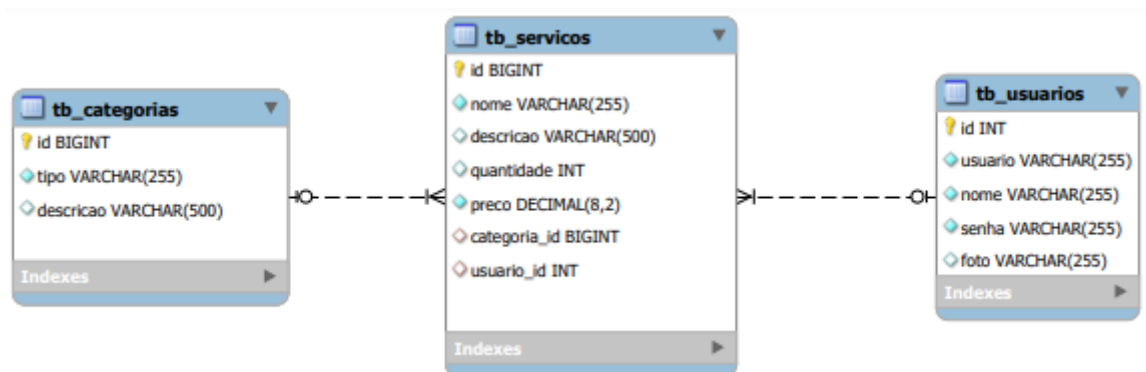 tb_categorias
id BIGINT
tipo VARCHAR(255)
descricao VARCHAR(500)
Indexes
tb_servicos
id BIGINT
nome VARCHAR(255)
descricao VARCHAR(500)
quantidade INT
preco DECIMAL(8,2)
categoria_id BIGINT
usuario_id INT
Indexes
tb_usuarios
id INT
usuario VARCHAR(255)
nome VARCHAR(255)
senha VARCHAR(255)
foto VARCHAR(255)
Indexes